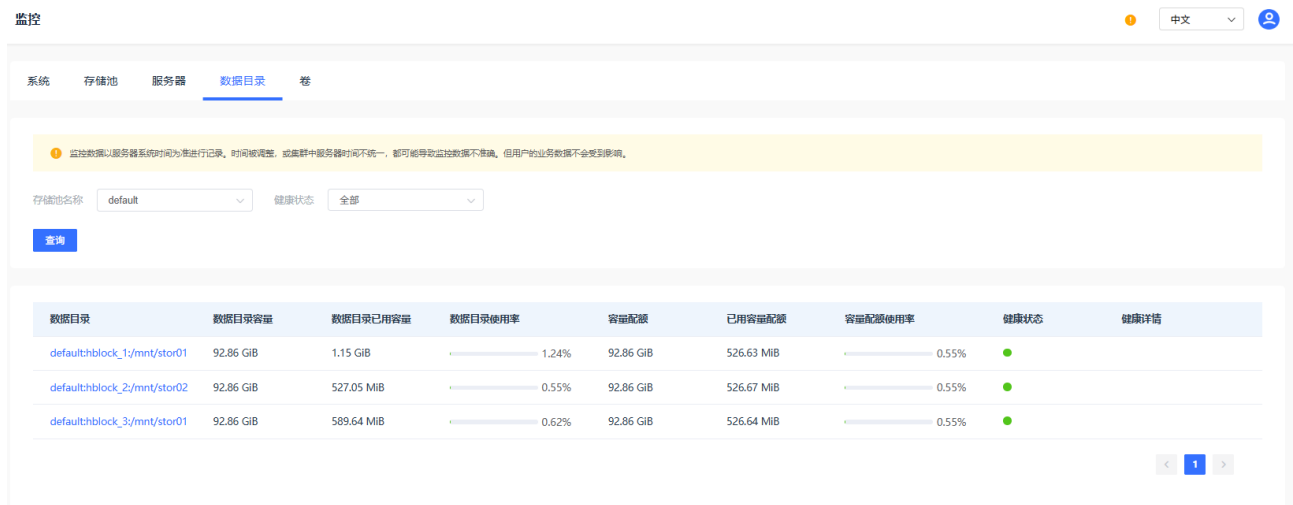 监控
中文
系统 存储池 服务器 数据目录 卷
监控数据以服务器系统时间为准进行记录。时间被调整,或集群中服务器时间不统一,都可能导致监控数据不准确。但用户的业务数据不会受到影响。
存储池名称 default 健康状态 全部
查询
数据目录 数据目录容量 数据目录已用容量 数据目录使用率 容量配额 已用容量配额 容量配额使用率 健康状态 健康详情
default:hblock_1:/mnt/stor01 92.86 GiB 1.15 GiB 1.24% 92.86 GiB 526.63 MiB 0.55%
default:hblock_2:/mnt/stor02 92.86 GiB 527.05 MiB 0.55% 92.86 GiB 526.67 MiB 0.55%
default:hblock_3:/mnt/stor01 92.86 GiB 589.64 MiB 0.62% 92.86 GiB 526.64 MiB 0.55%
1